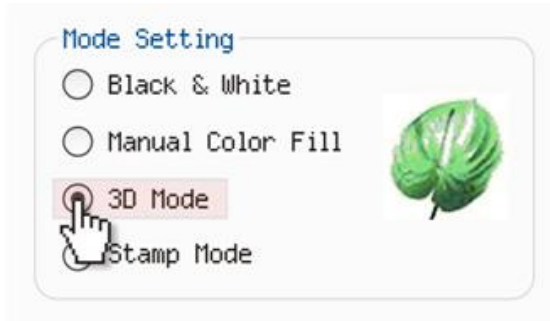 Mode Setting
Black & White
Manual Color Fill
3D Mode
Stamp Mode